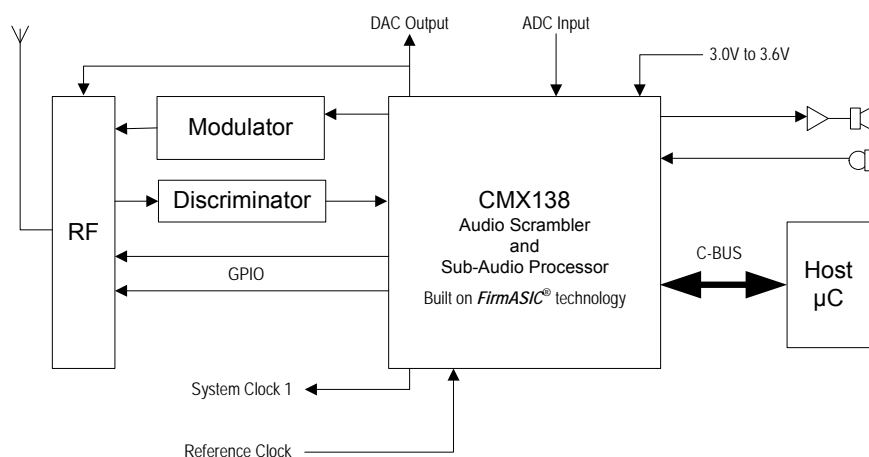 DAC Output
ADC Input
3.0V to 3.6V
Modulator
Discriminator
RF
GPIO
CMX138
Audio Scrambler
and
Sub-Audio Processor
Built on FirmASIC® technology
C-BUS
Host
µC
System Clock 1
Reference Clock